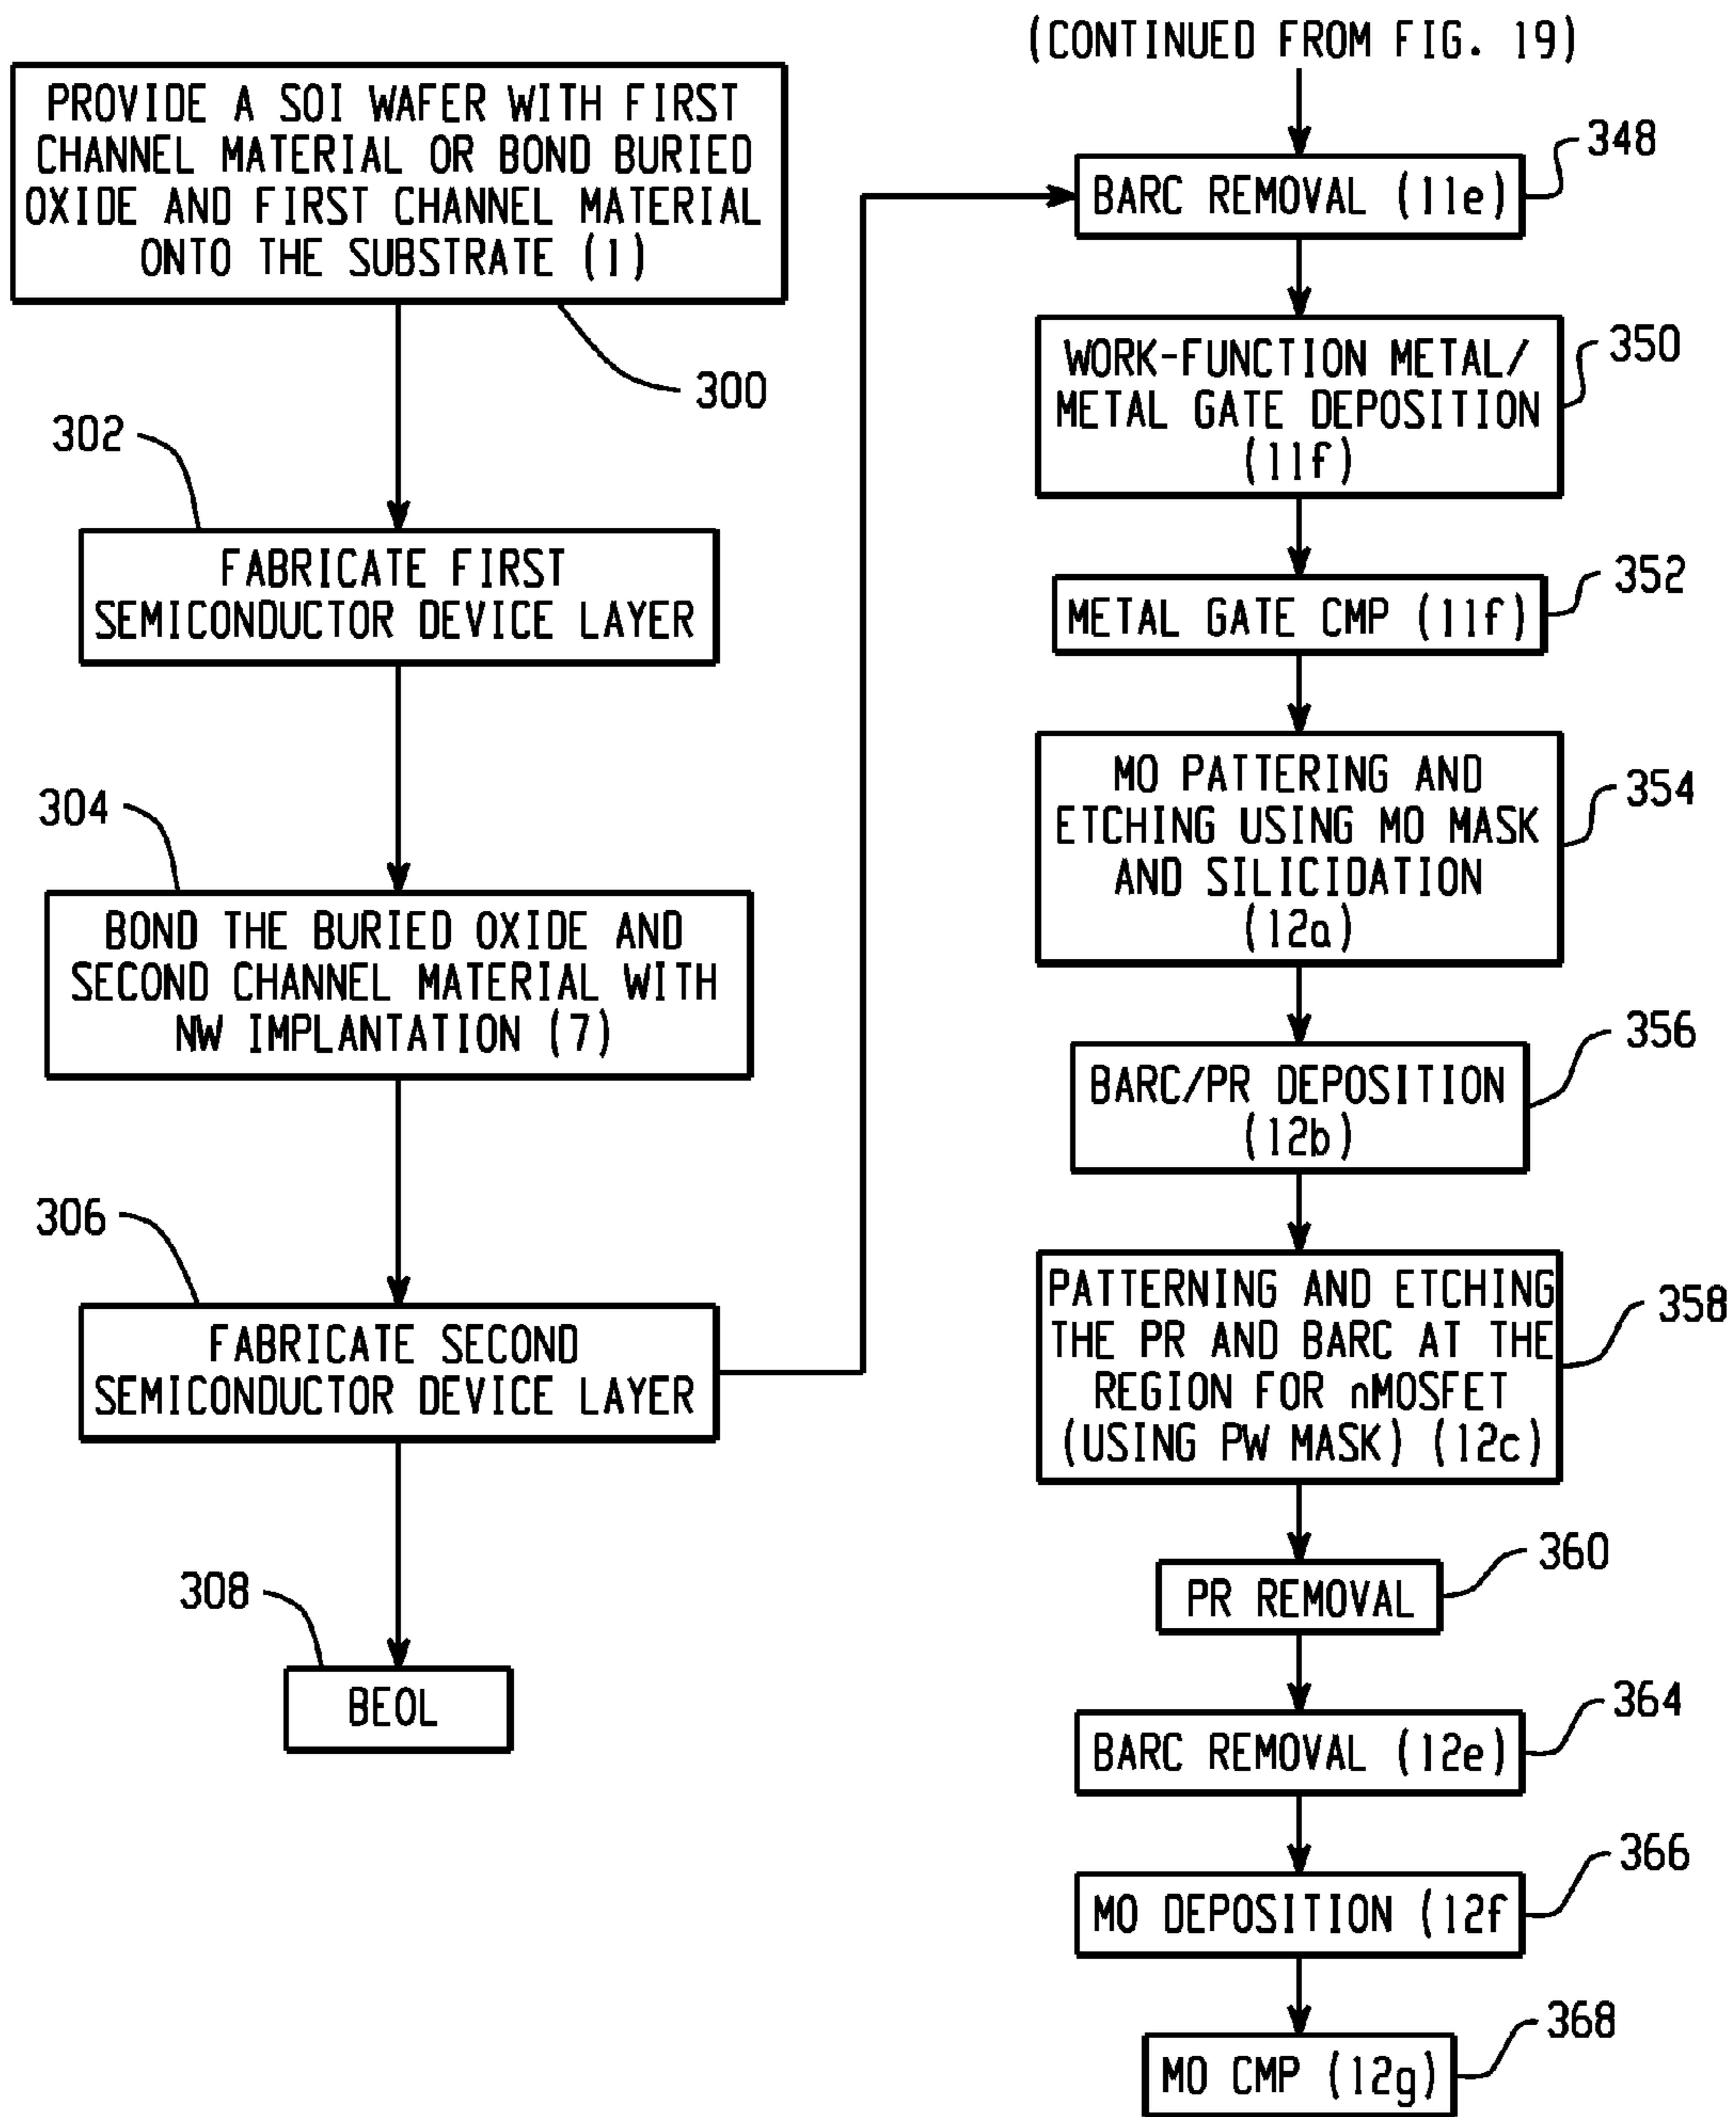 PROVIDE A SOI WAFER WITH FIRST
CHANNEL MATERIAL OR BOND BURIED
OXIDE AND FIRST CHANNEL MATERIAL
ONTO THE SUBSTRATE (1)
300
302
FABRICATE FIRST
SEMICONDUCTOR DEVICE LAYER
304
BOND THE BURIED OXIDE AND
SECOND CHANNEL MATERIAL WITH
NW IMPLANTATION (7)
306
FABRICATE SECOND
SEMICONDUCTOR DEVICE LAYER
308
BEOL
(CONTINUED FROM FIG. 19)
348
BARC REMOVAL (11e)
350
WORK-FUNCTION METAL/
METAL GATE DEPOSITION
(11f)
352
METAL GATE CMP (11f)
354
MO PATTERING AND
ETCHING USING MO MASK
AND SILICIDATION
(12a)
356
BARC/PR DEPOSITION
(12b)
358
PATTERNING AND ETCHING
THE PR AND BARC AT THE
REGION FOR nMOSFET
(USING PW MASK) (12c)
360
PR REMOVAL
364
BARC REMOVAL (12e)
366
MO DEPOSITION (12f
368
MO CMP (12g)